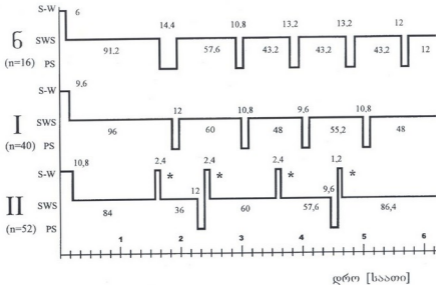 S-W 6
14,4 10,8 13,2 13,2 12
ნ SWS
91,2 57,6 43,2 43,2 43,2 12
(n=16) PS
S-W 9,6
12 10,8 9,6 10,8
I SWS
96 60 48 55,2 48
(n=40) PS
S-W 10,8 2,4 * 2,4 * 2,4 * 1,2 *
II SWS 12 9,6
84 36 60 57,6 86,4
(n=52) PS
1 2 3 4 5 6
დრო [საათი]